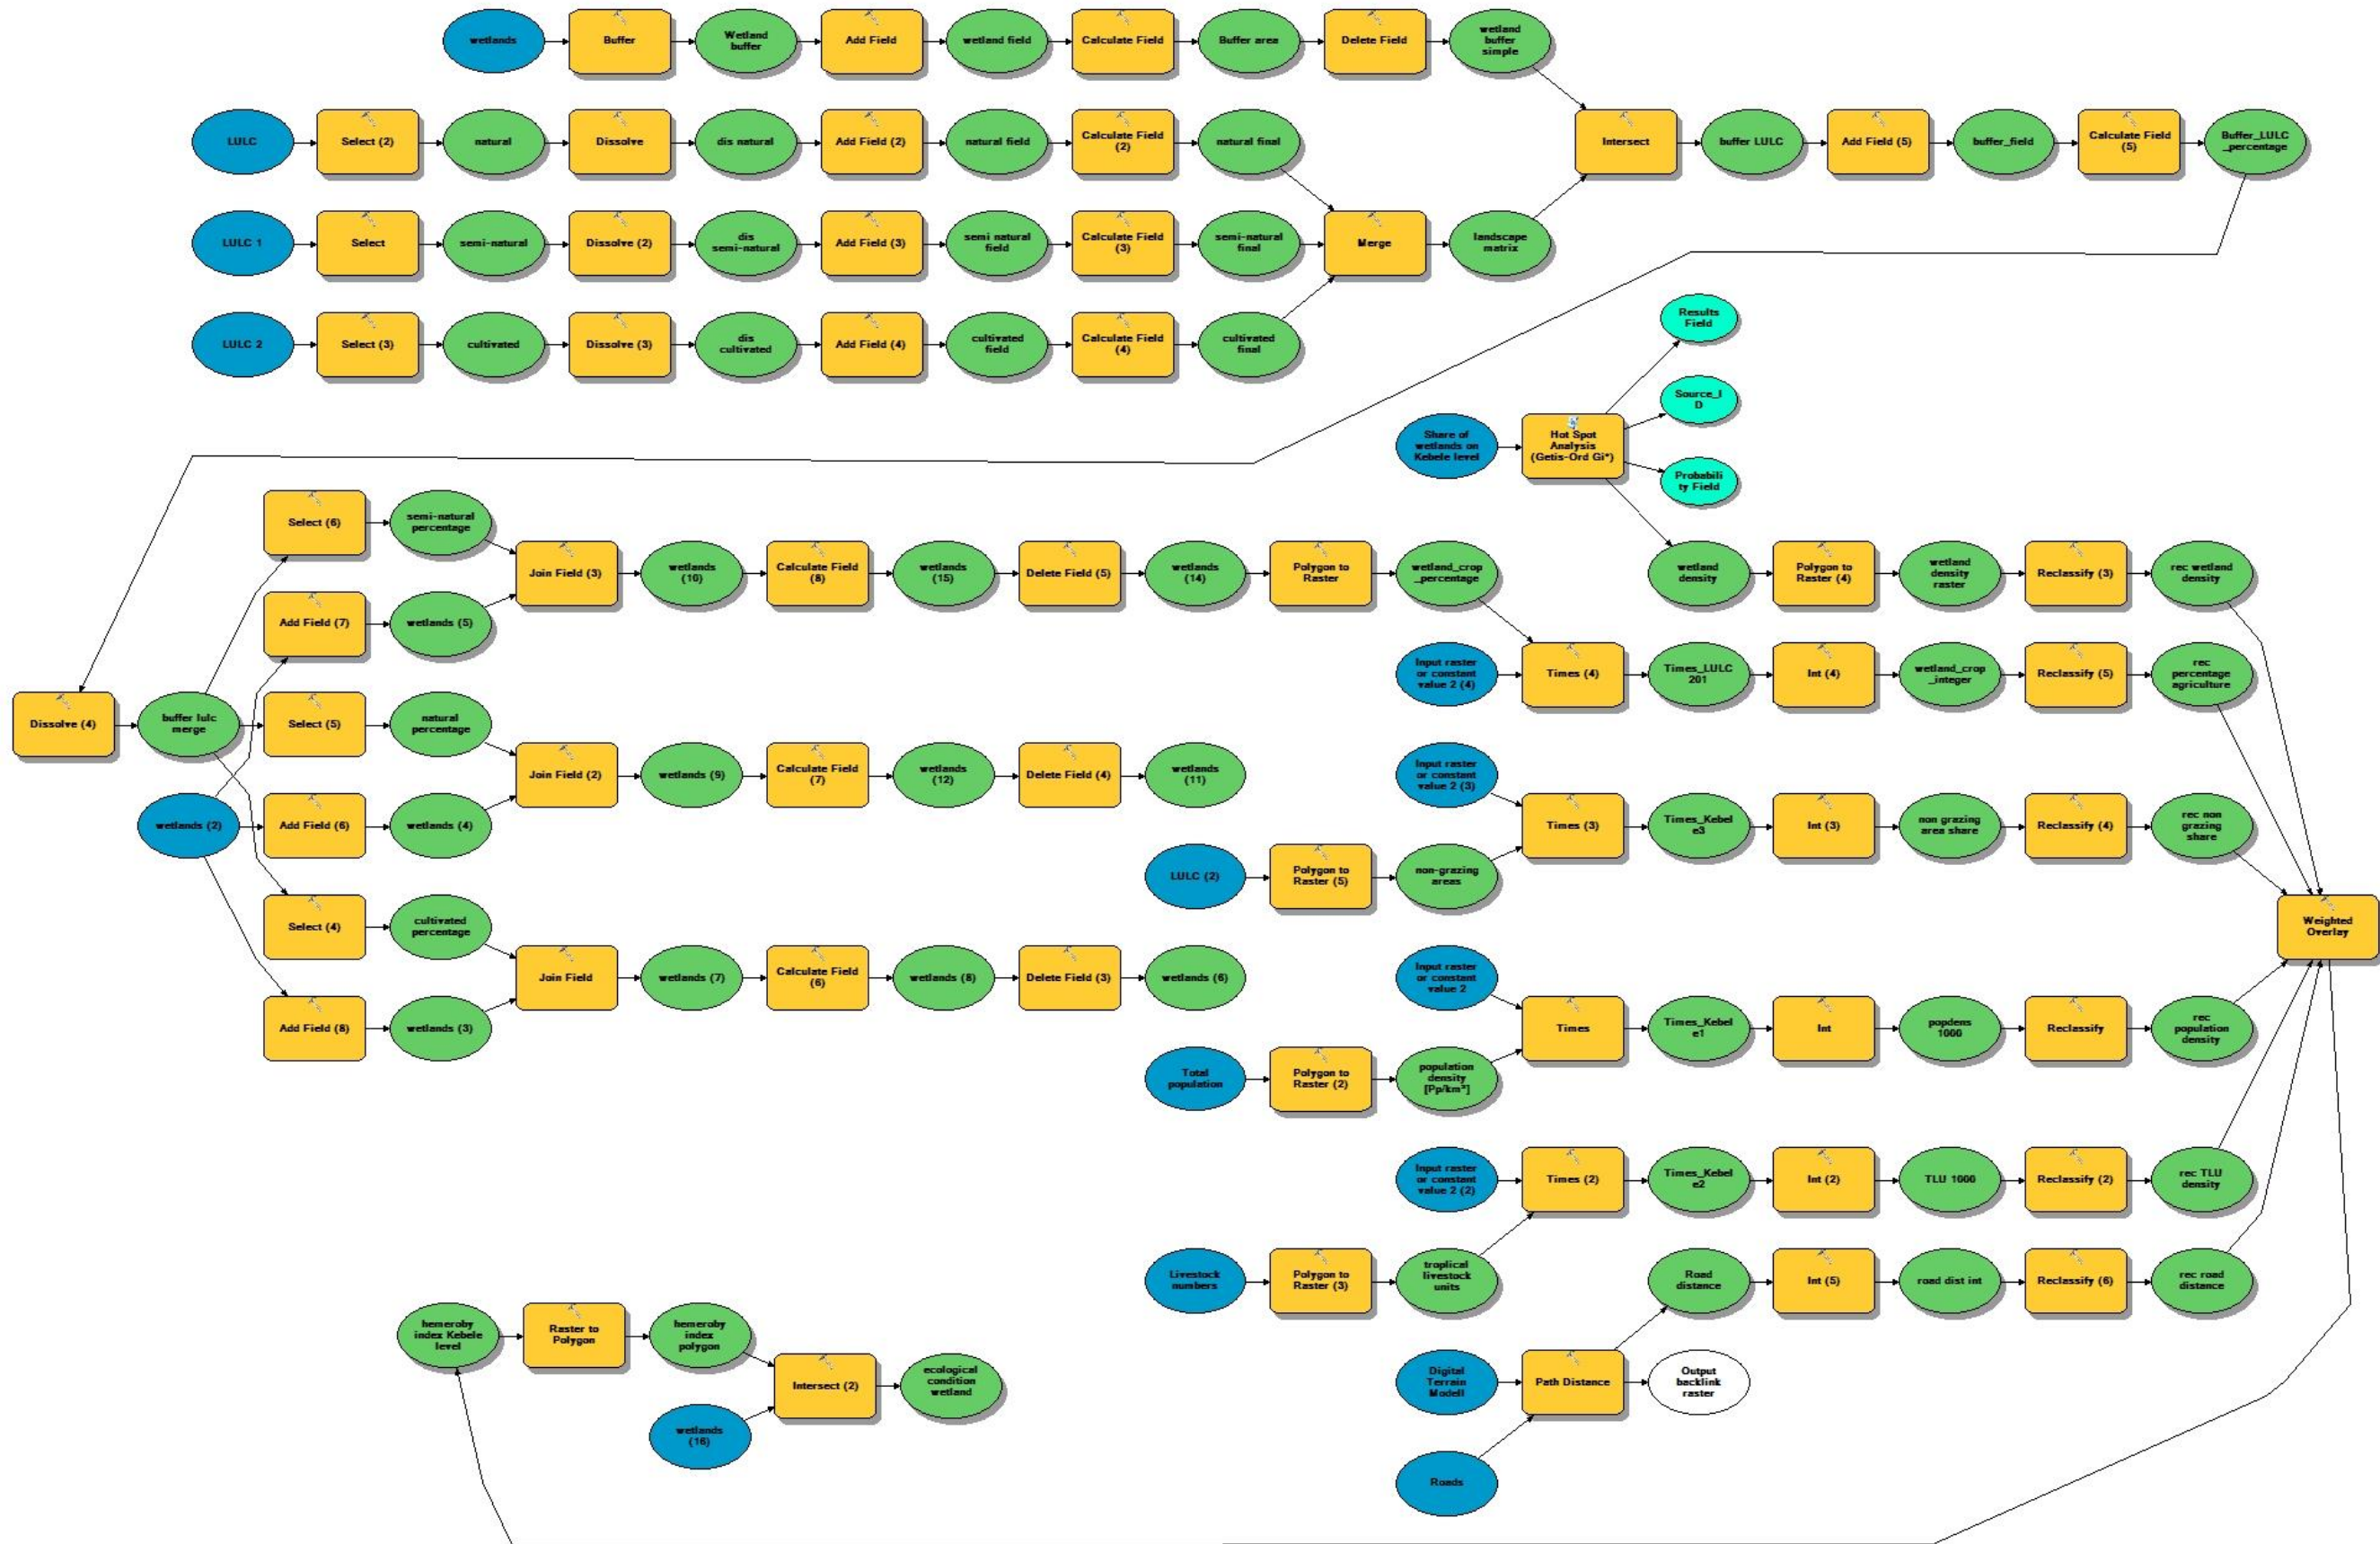 wetlands
Buffer
Wetland
buffer
Add Field
wetland field
Calculate Field
Buffer area
Delete Field
wetland
buffer
simple
LULC
Select (2)
natural
Dissolve
dis natural
Add Field (2)
natural field
Calculate Field
(2)
natural final
Intersect
buffer LULC
Add Field (5)
buffer_field
Calculate Field
(5)
Buffer_LULC
_percentage
LULC 1
Select
semi-natural
Dissolve (2)
dis
semi-natural
Add Field (3)
semi natural
field
Calculate Field
(3)
semi-natural
final
Merge
landscape
matrix
LULC 2
Select (3)
cultivated
Dissolve (3)
dis
cultivated
Add Field (4)
cultivated
field
Calculate Field
(4)
cultivated
final
Results
Field
Source_I
D
Share of
wetlands on
Kebele level
Hot Spot
Analysis
(Getis-Ord Gi*)
Probabili
ty Field
Select (6)
semi-natural
percentage
Join Field (3)
wetlands
(10)
Calculate Field
(8)
wetlands
(15)
Delete Field (5)
wetlands
(14)
Polygon to
Raster
wetland_crop
_percentage
wetland
density
Polygon to
Raster (4)
wetland
density
raster
Reclassify (3)
rec wetland
density
Add Field (7)
wetlands (5)
Input raster
or constant
value 2 (4)
Times (4)
Times_LULC
201
Int (4)
wetland_crop
_integer
Reclassify (5)
rec
percentage
agriculture
Dissolve (4)
buffer lulc
merge
Select (5)
natural
percentage
Join Field (2)
wetlands (9)
Calculate Field
(7)
wetlands
(12)
Delete Field (4)
wetlands
(11)
Input raster
or constant
value 2 (3)
wetlands (2)
Add Field (6)
wetlands (4)
Times (3)
Times_Kebel
e3
Int (3)
non grazing
area share
Reclassify (4)
rec non
grazing
share
LULC (2)
Polygon to
Raster (5)
non-grazing
areas
Select (4)
cultivated
percentage
Weighted
Overlay
Join Field
wetlands (7)
Calculate Field
(6)
wetlands (8)
Delete Field (3)
wetlands (6)
Input raster
or constant
value 2
Add Field (8)
wetlands (3)
Times
Times_Kebel
e1
Int
popdens
1000
Reclassify
rec
population
density
Total
population
Polygon to
Raster (2)
population
density
[Pp/km²]
Input raster
or constant
value 2 (2)
Times (2)
Times_Kebel
e2
Int (2)
TLU 1000
Reclassify (2)
rec TLU
density
Livestock
numbers
Polygon to
Raster (3)
troplical
livestock
units
Road
distance
Int (5)
road dist int
Reclassify (6)
rec road
distance
hemeroby
index Kebele
level
Raster to
Polygon
hemeroby
index
polygon
Intersect (2)
ecological
condition
wetland
wetlands
(16)
Digital
Terrain
Modell
Path Distance
Output
backlink
raster
Roads